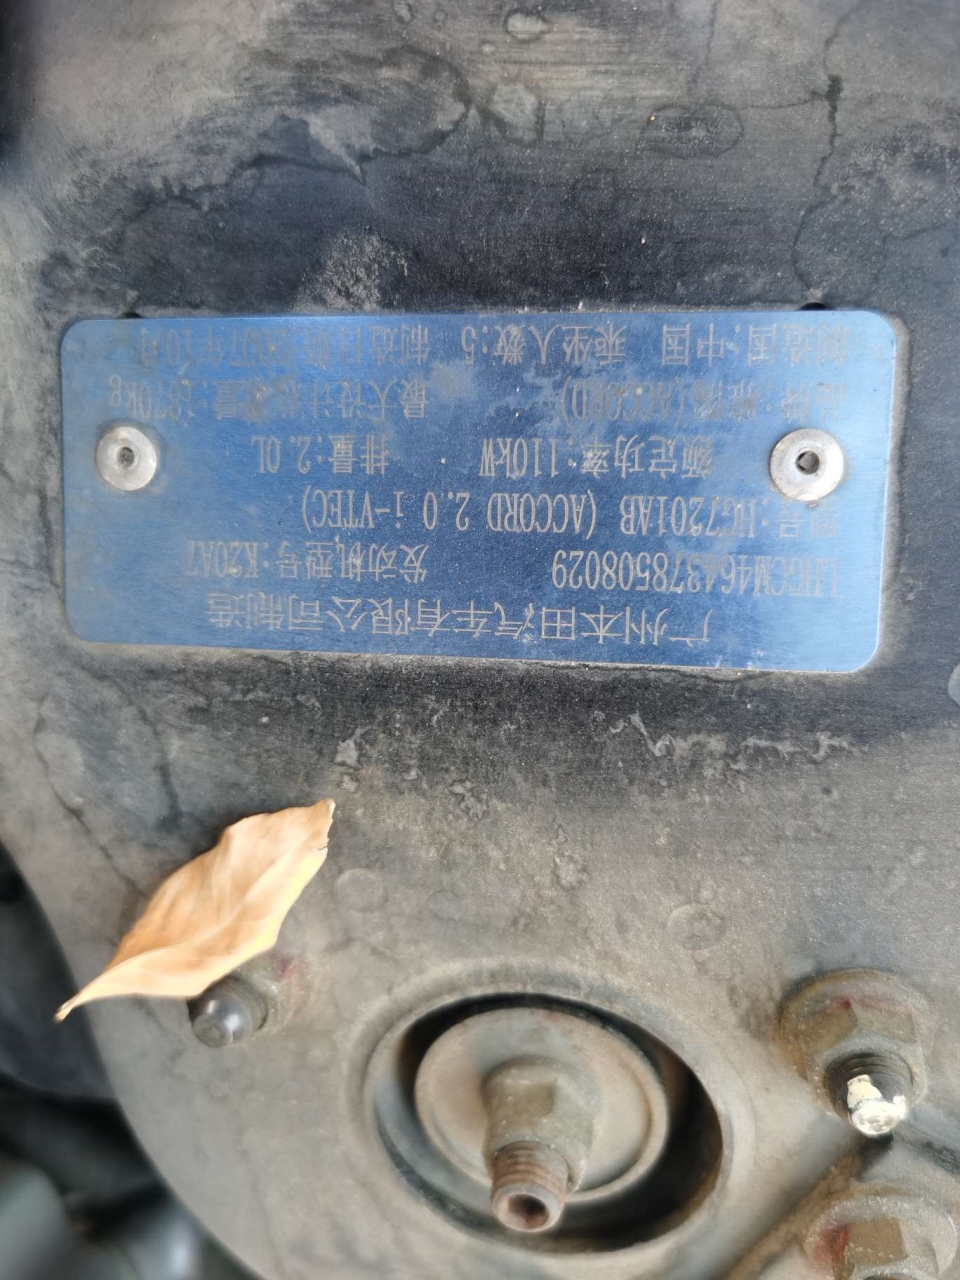 广州本田汽车有限公司制造
LHGCM464378508029 发动机型号:K20A7
型号:HG7201AB (ACCORD 2.0 i-VTEC)
额定功率:110kW 排量:2.0L
品牌:雅阁(ACCORD) 最大设计总质量:1870kg
制造国:中国 乘坐人数:5 制造日期:2007年10月